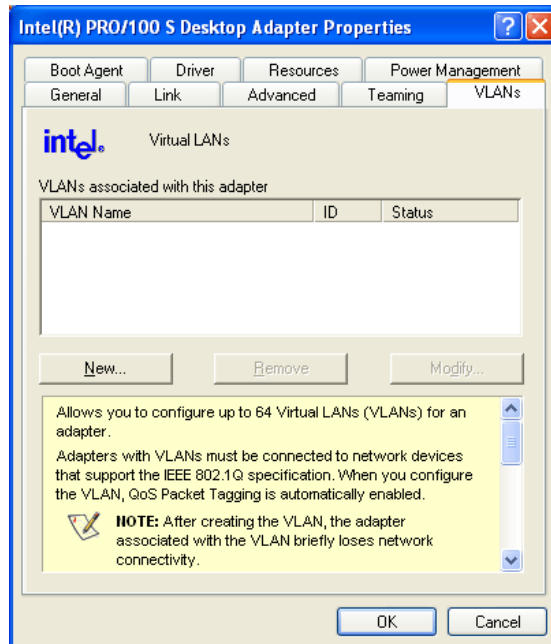 Intel(R) PRO/100 S Desktop Adapter Properties
Boot Agent Driver Resources Power Management
General Link Advanced Teaming VLANs
intel. Virtual LANs
VLANs associated with this adapter
VLAN Name ID Status
New... Remove Modify...
Allows you to configure up to 64 Virtual LANs (VLANs) for an
adapter.
Adapters with VLANs must be connected to network devices
that support the IEEE 802.1Q specification. When you configure
the VLAN, QoS Packet Tagging is automatically enabled.
NOTE: After creating the VLAN, the adapter
associated with the VLAN briefly loses network
connectivity.
OK Cancel